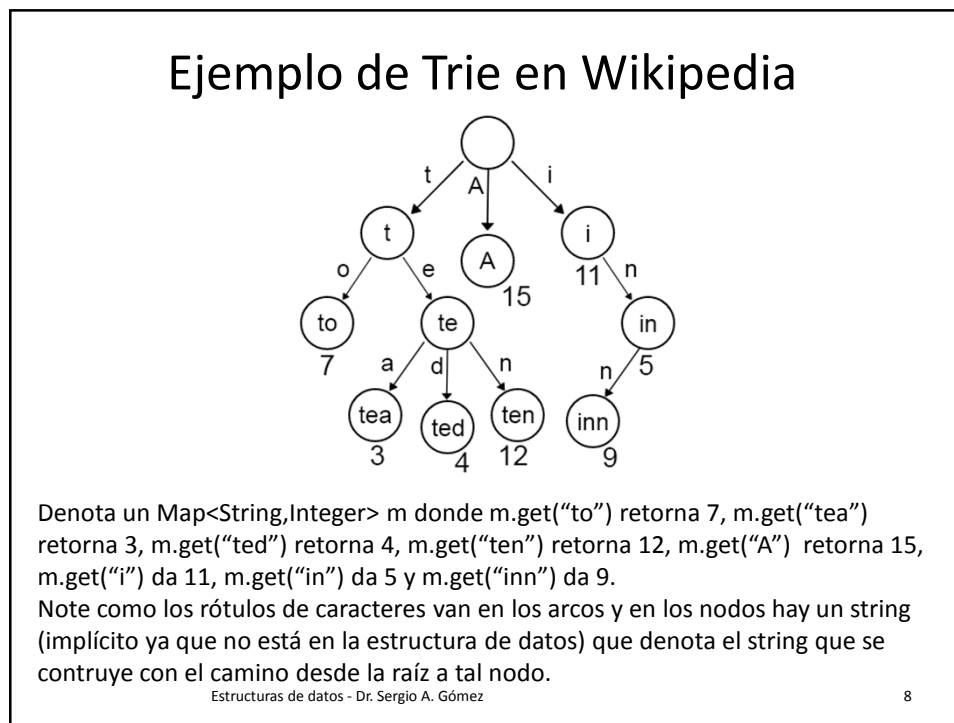 Ejemplo de Trie en Wikipedia
t
A
i
t
A
i
o
e
15
11
n
to
te
in
7
a
d
n
n
5
tea
ted
ten
inn
3
4
12
9
Denota un Map<String,Integer> m donde m.get(“to”) retorna 7, m.get(“tea”)
retorna 3, m.get(“ted”) retorna 4, m.get(“ten”) retorna 12, m.get(“A”) retorna 15,
m.get(“i”) da 11, m.get(“in”) da 5 y m.get(“inn”) da 9.
Note como los rótulos de caracteres van en los arcos y en los nodos hay un string
(implícito ya que no está en la estructura de datos) que denota el string que se
contruye con el camino desde la raíz a tal nodo.
Estructuras de datos - Dr. Sergio A. Gómez
8